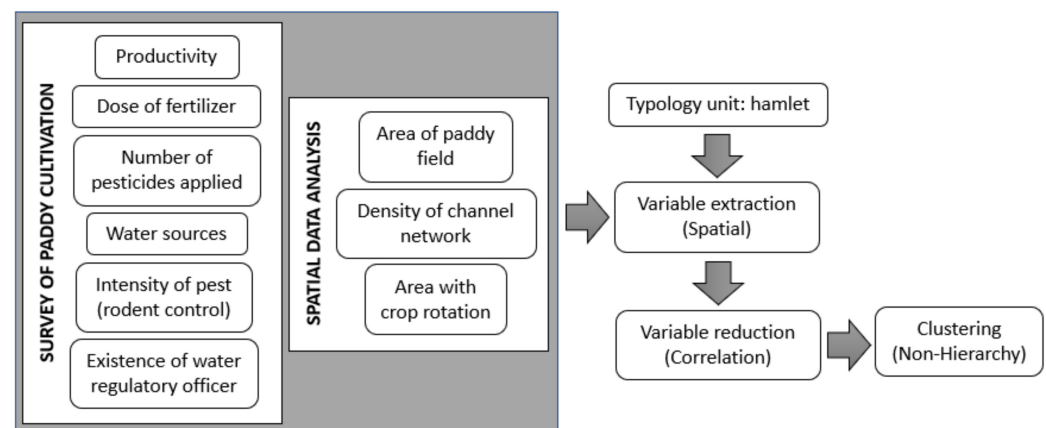 SURVEY OF PADDY CULTIVATION
Productivity
Dose of fertilizer
Number of
pesticides applied
Water sources
Intensity of pest
(rodent control)
Existence of water
regulatory officer
SPATIAL DATA ANALYSIS
Area of paddy
field
Density of channel
network
Area with
crop rotation
Typology unit: hamlet
Variable extraction
(Spatial)
Variable reduction
(Correlation)
Clustering
(Non-Hierarchy)